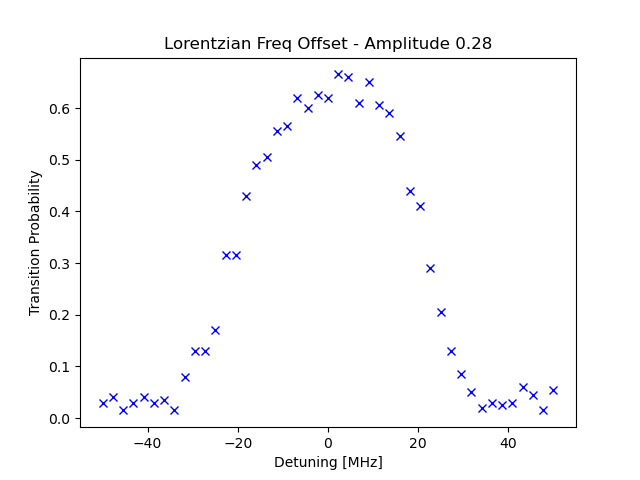 Lorentzian Freq Offset - Amplitude 0.28
Transition Probability
0.6
0.5
0.4
0.3
0.2
0.1
0.0
−40 −20 0 20 40
Detuning [MHz]